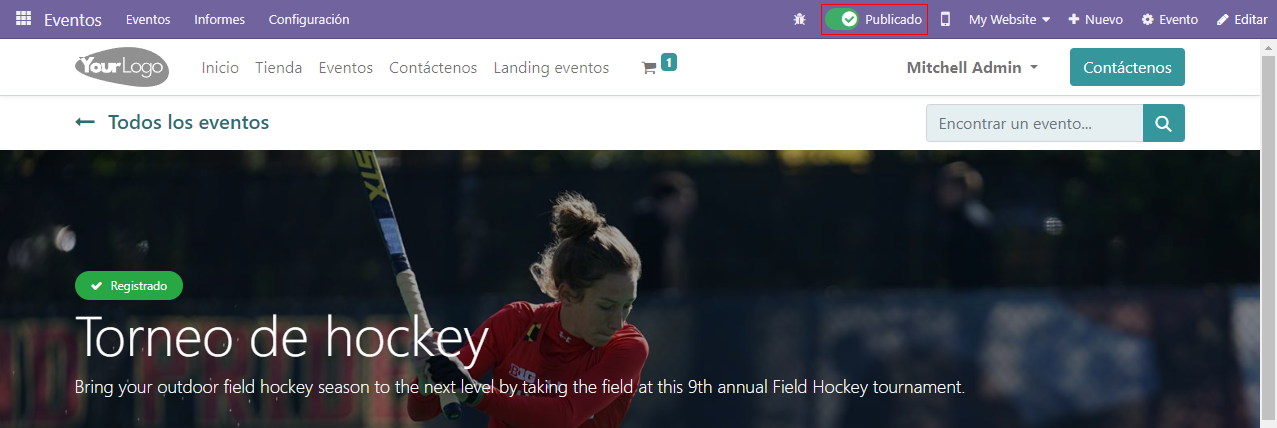 Eventos Eventos Informes Configuración Publicado My Website Nuevo Evento Editar
YourLogo Inicio Tienda Eventos Contáctenos Landing eventos 1 Mitchell Admin Contáctenos
Todos los eventos Encontrar un evento...
STX
Registrado
Torneo de hockey
Bring your outdoor field hockey season to the next level by taking the field at this 9th annual Field Hockey tournament.